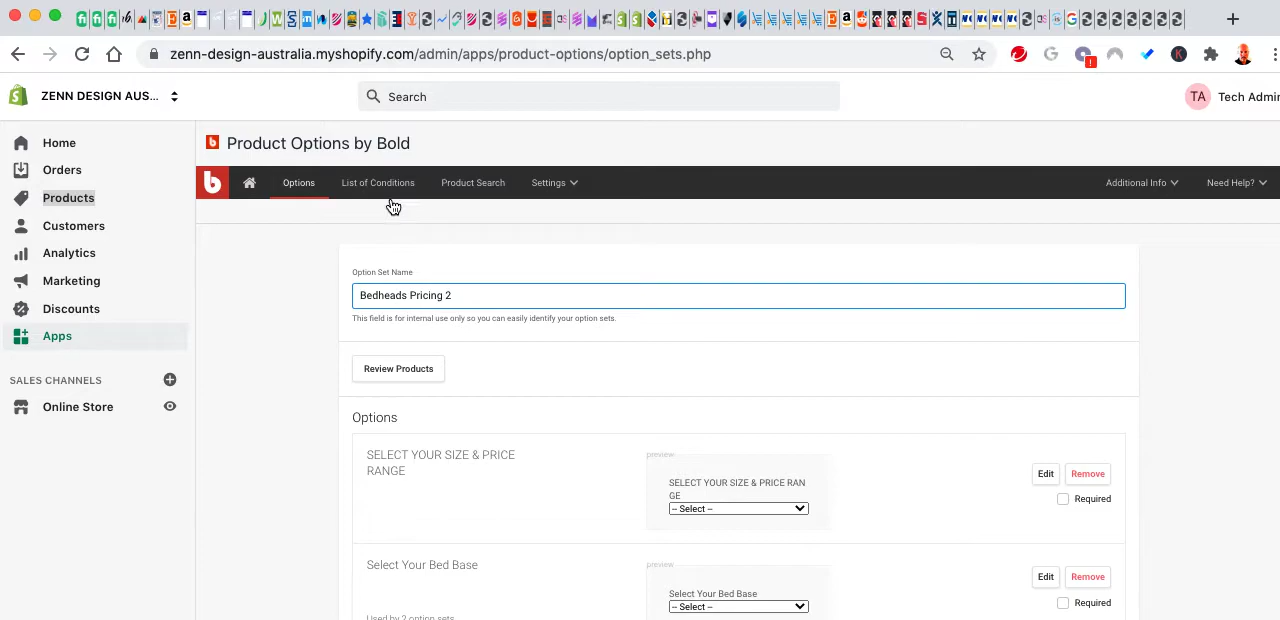 zenn-design-australia.myshopify.com/admin/apps/product-options/option_sets.php
ZENN DESIGN AUS...
Search
TA Tech Admin
Home
Orders
Products
Customers
Analytics
Marketing
Discounts
Apps
SALES CHANNELS
Online Store
Product Options by Bold
Options
List of Conditions
Product Search
Settings
Additional Info
Need Help?
Option Set Name
Bedheads Pricing 2
This field is for internal use only so you can easily identify your option sets.
Review Products
Options
SELECT YOUR SIZE & PRICE
RANGE
preview
SELECT YOUR SIZE & PRICE RAN
GE
-- Select --
Edit
Remove
Required
Select Your Bed Base
preview
Select Your Bed Base
-- Select --
Edit
Remove
Required
Used by 2 option sets